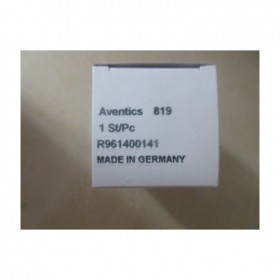 Aventics 819
1 St/Pc
R961400141
MADE IN GERMANY